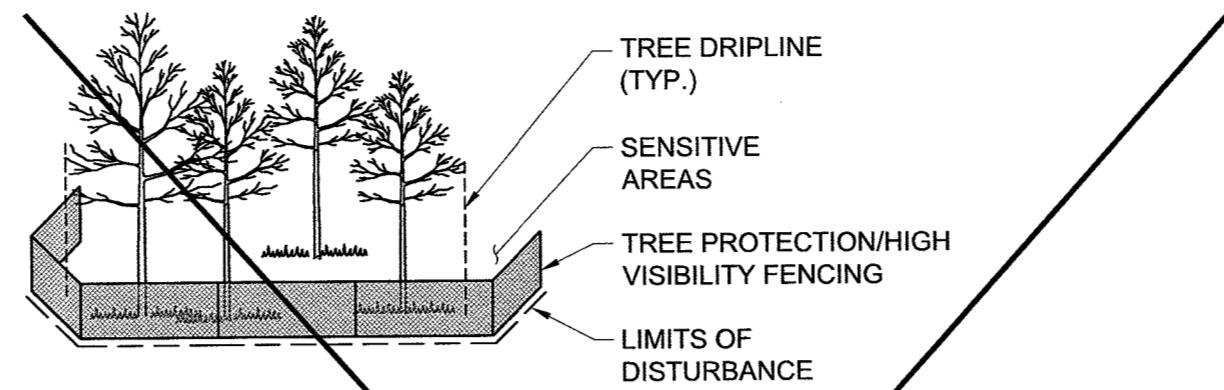 TREE DRIPLINE
(TYP.)
SENSITIVE
AREAS
TREE PROTECTION/HIGH
VISIBILITY FENCING
LIMITS OF
DISTURBANCE